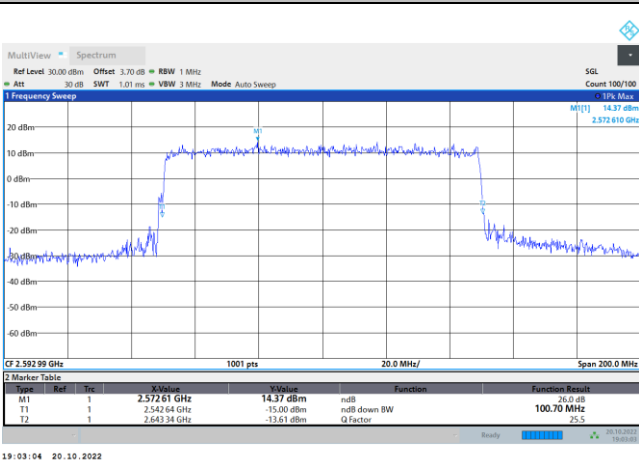 MultiView Spectrum
Ref Level 30.00 dBm Offset 3.70 dB RBW 1 MHz SGL
Att 30 dB SWT 1.01 ms VBW 3 MHz Mode Auto Sweep Count 100/100
1 Frequency Sweep 1Pk Max
M1[1] 14.37 dBm
2.572 610 GHz
M1
20 dBm
10 dBm
0 dBm
-10 dBm
-20 dBm
-30 dBm
-40 dBm
-50 dBm
-60 dBm
CF 2.592 99 GHz 1001 pts 20.0 MHz/ Span 200.0 MHz
2 Marker Table
Type Ref Trc X-Value Y-Value Function Function Result
M1 1 2.572 61 GHz 14.37 dBm ndB 26.0 dB
T1 1 2.542 64 GHz -15.00 dBm ndB down BW 100.70 MHz
T2 1 2.643 34 GHz -13.61 dBm Q Factor 25.5
Ready 20.10.2022
19:03:03
19:03:04 20.10.2022